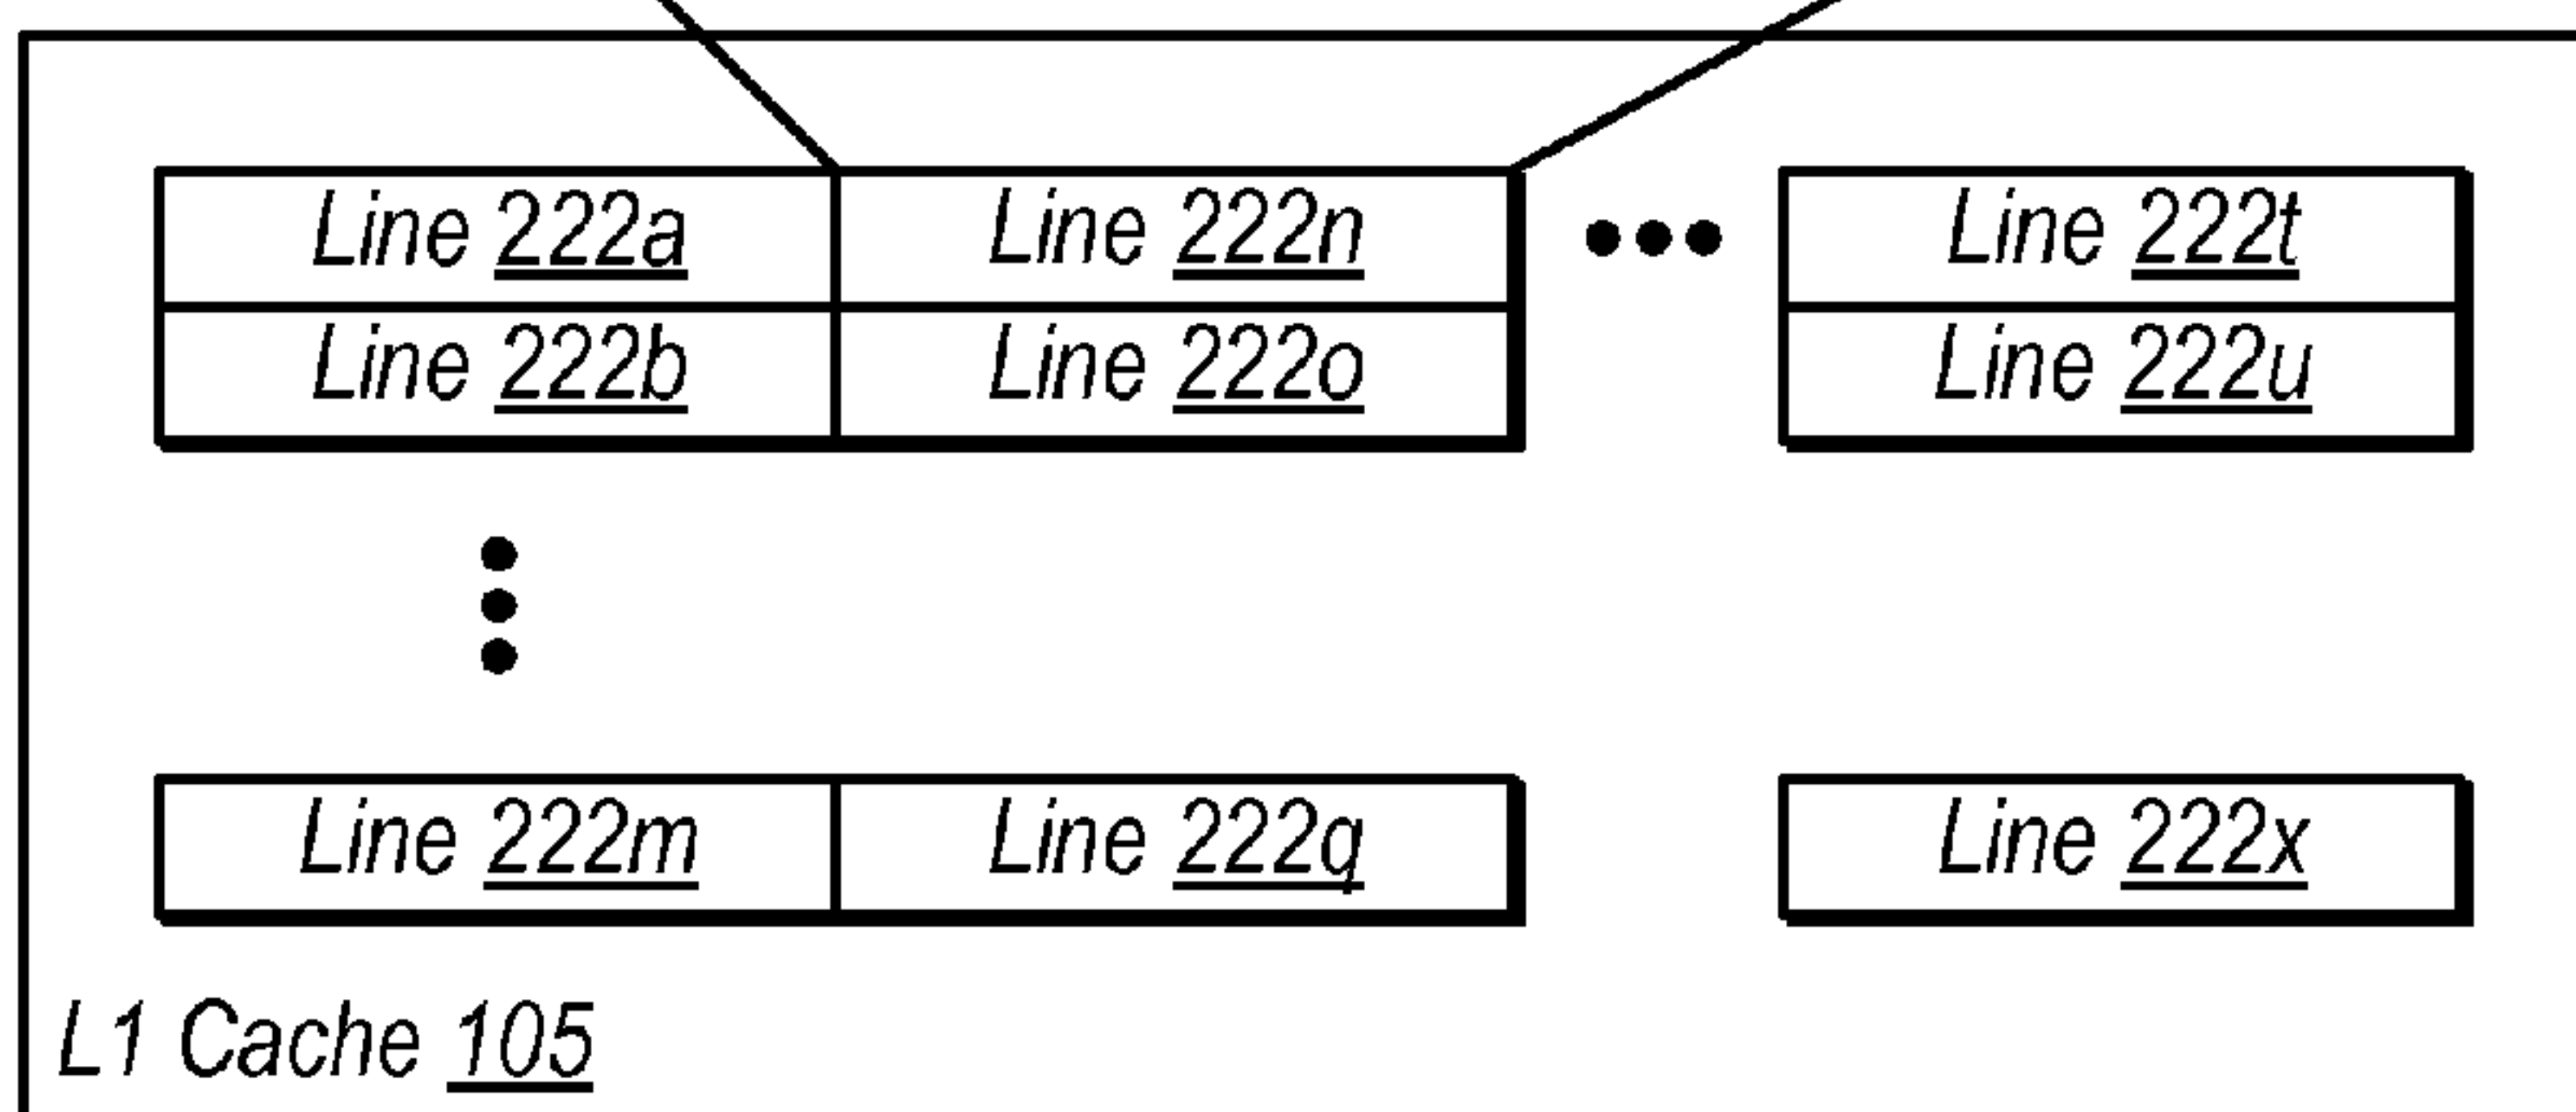 Line 222a Line 222n ••• Line 222t
Line 222b Line 222o Line 222u
Line 222m Line 222q Line 222x
L1 Cache 105